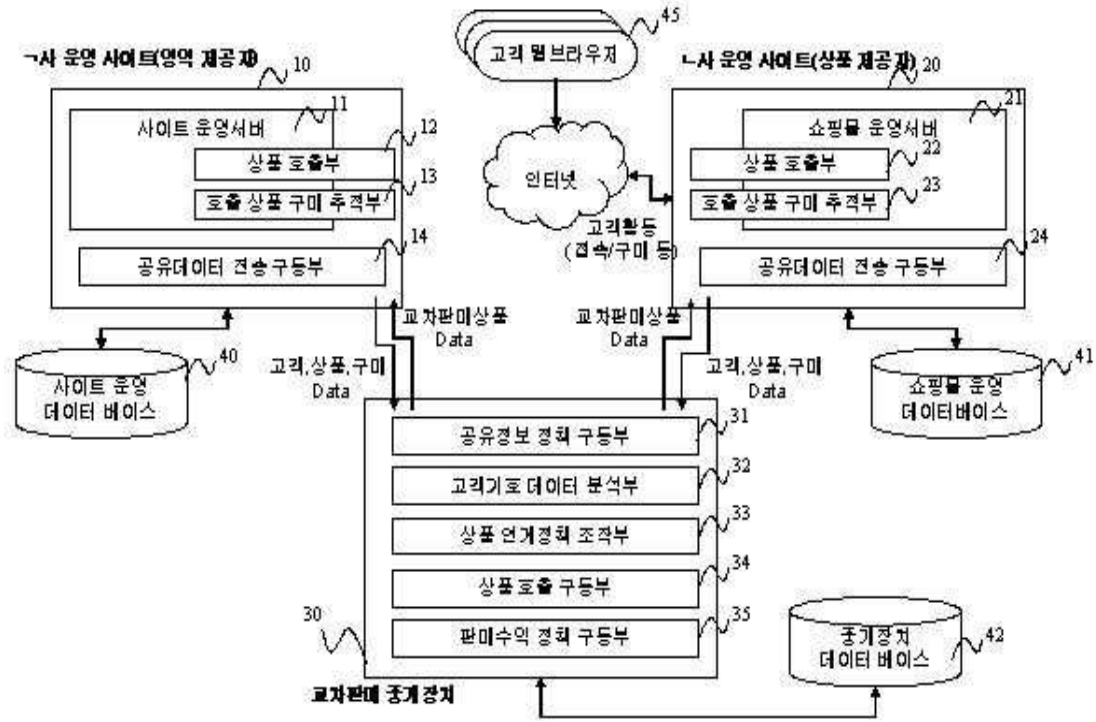 45
고객 웹브라우저
ㄱ사 운영 사이트(영역 제공자)
10
ㄴ사 운영 사이트(상품 제공자)
20
11
사이트 운영서버
12
상품 호출부
13
호출 상품 구매 추적부
14
공유데이터 전송 구동부
인터넷
고객활동
(접속/구매 등)
21
쇼핑몰 운영서버
상품 호출부
22
호출 상품 구매 추적부
23
24
공유데이터 전송 구동부
교차판매상품
Data
교차판매상품
Data
고객,상품,구매
Data
고객,상품,구매
Data
40
사이트 운영
데이터 베이스
41
쇼핑몰 운영
데이터베이스
공유정보 정책 구동부
31
고객기호 데이터 분석부
32
상품 연계정책 조작부
33
상품 호출 구동부
34
판매수익 정책 구동부
35
30
교차판매 중개장치
중개장치
데이터 베이스
42